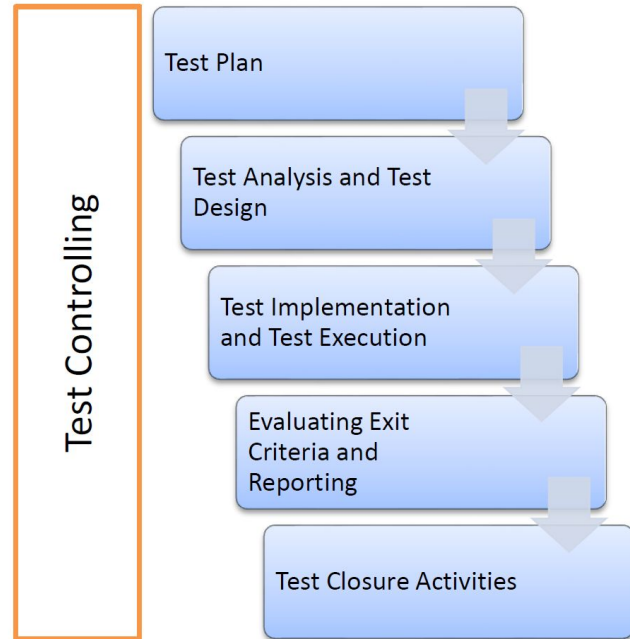 Test Controlling
Test Plan
Test Analysis and Test
Design
Test Implementation
and Test Execution
Evaluating Exit
Criteria and
Reporting
Test Closure Activities